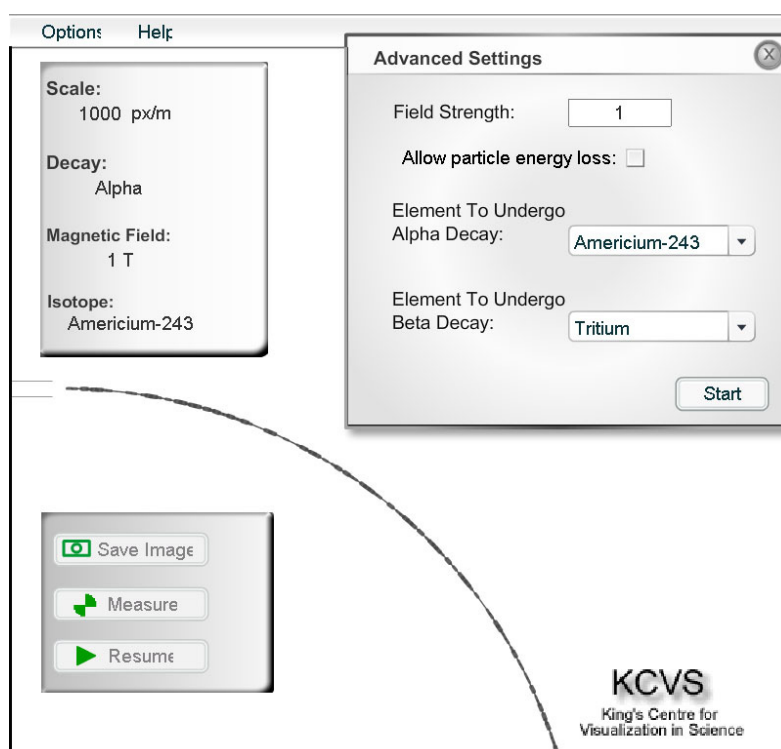 Options Help
Scale:
1000 px/m
Decay:
Alpha
Magnetic Field:
1 T
Isotope:
Americium-243
Advanced Settings
Field Strength: 1
Allow particle energy loss:
Element To Undergo
Alpha Decay: Americium-243
Element To Undergo
Beta Decay: Tritium
Start
Save Image
Measure
Resume
KCVS
King's Centre for
Visualization in Science